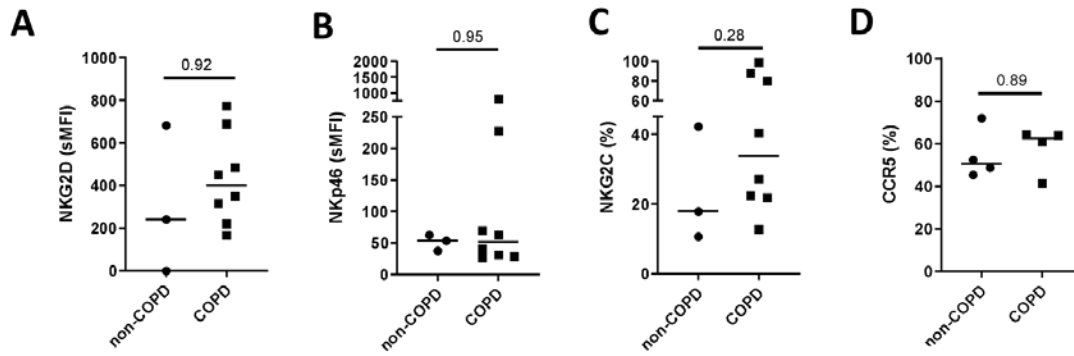 A
NKG2D (sMFI)
1000
800
600
400
200
0
0.92
non-COPD
COPD
B
NKp46 (sMFI)
2000
1500
1000
500
250
200
150
100
50
0
0.95
non-COPD
COPD
C
NKG2C (%)
100
80
60
40
20
0
0.28
non-COPD
COPD
D
CCR5 (%)
100
80
60
40
20
0
0.89
non-COPD
COPD